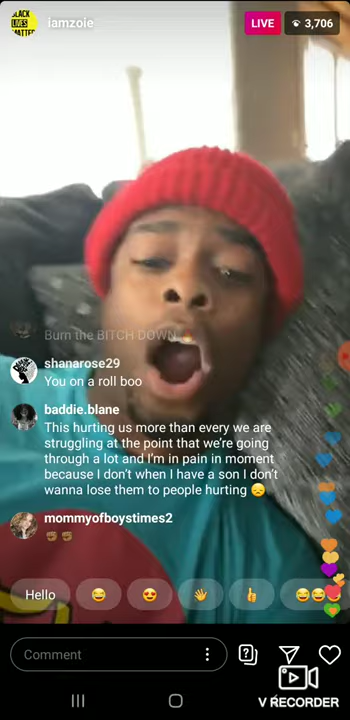 BLACK
LIVES
MATTER
iamzoie
LIVE
3,706
Burn the BITCH DOWN
shanarose29
You on a roll boo
baddie.blane
This hurting us more than every we are
struggling at the point that we're going
through a lot and I'm in pain in moment
because I don't when I have a son I don't
wanna lose them to people hurting 😞
mommyofboystimes2
✊🏾✊🏾
Hello 😂 😍 👋 👍 😂😂
Comment
?
V RECORDER